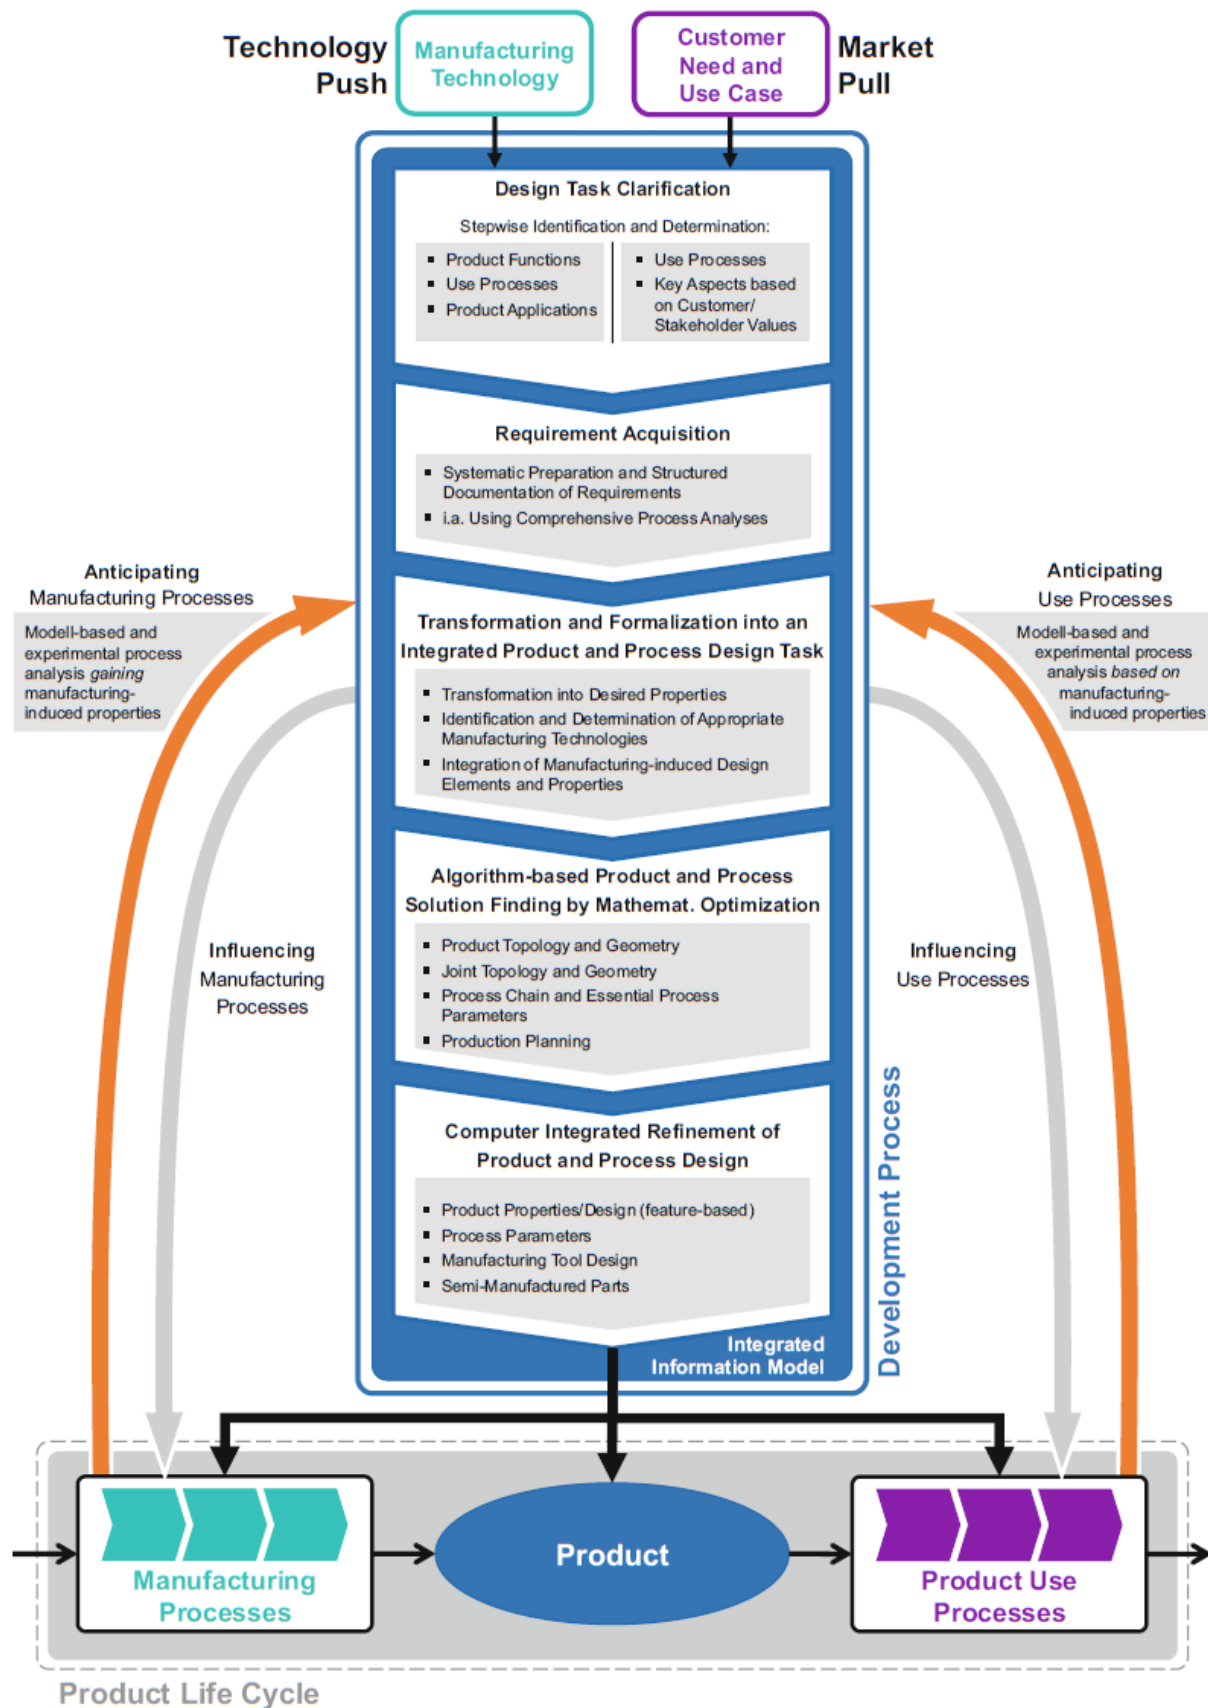 Technology
Push
Manufacturing
Technology
Customer
Need and
Use Case
Market
Pull
Design Task Clarification
Stepwise Identification and Determination:
▪ Product Functions
▪ Use Processes
▪ Product Applications
▪ Use Processes
▪ Key Aspects based
on Customer/
Stakeholder Values
Requirement Acquisition
▪ Systematic Preparation and Structured
Documentation of Requirements
▪ i.a. Using Comprehensive Process Analyses
Anticipating
Manufacturing Processes
Modell-based and
experimental process
analysis gaining
manufacturing-
induced properties
Anticipating
Use Processes
Modell-based and
experimental process
analysis based on
manufacturing-
induced properties
Transformation and Formalization into an
Integrated Product and Process Design Task
▪ Transformation into Desired Properties
▪ Identification and Determination of Appropriate
Manufacturing Technologies
▪ Integration of Manufacturing-induced Design
Elements and Properties
Algorithm-based Product and Process
Solution Finding by Mathemat. Optimization
▪ Product Topology and Geometry
▪ Joint Topology and Geometry
▪ Process Chain and Essential Process
Parameters
▪ Production Planning
Influencing
Manufacturing
Processes
Influencing
Use Processes
Computer Integrated Refinement of
Product and Process Design
▪ Product Properties/Design (feature-based)
▪ Process Parameters
▪ Manufacturing Tool Design
▪ Semi-Manufactured Parts
Integrated
Information Model
Development Process
Manufacturing
Processes
Product
Product Use
Processes
Product Life Cycle